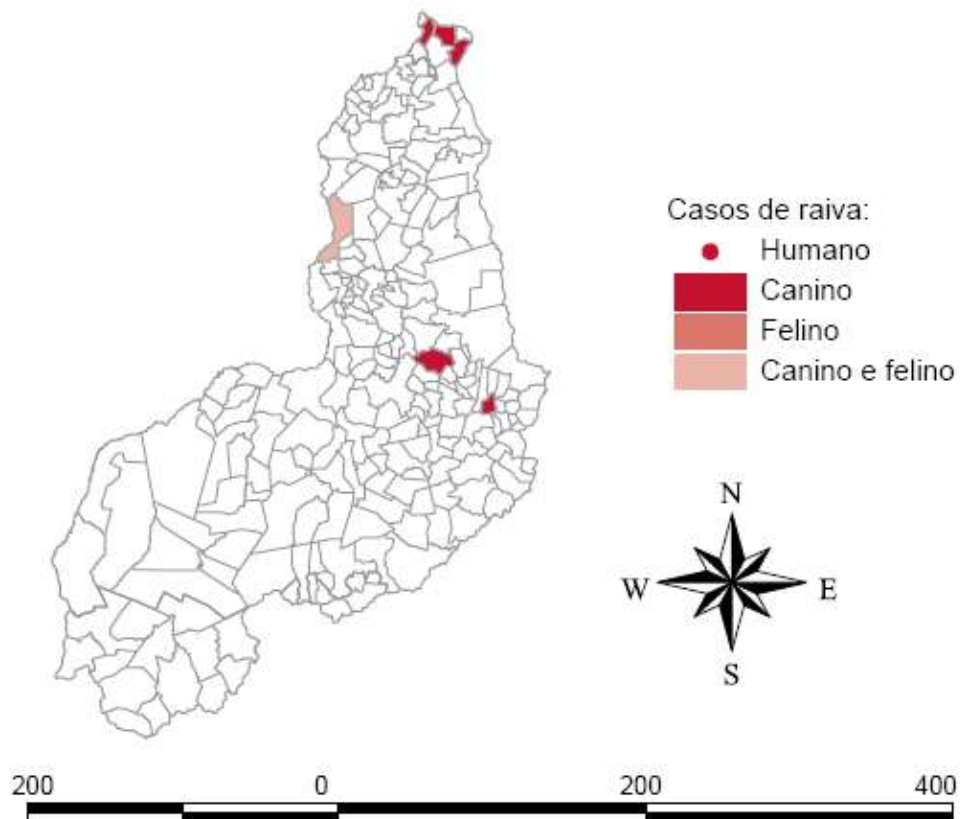 Casos de raiva:
Humano
Canino
Felino
Canino e felino
N
W E
S
200 0 200 400